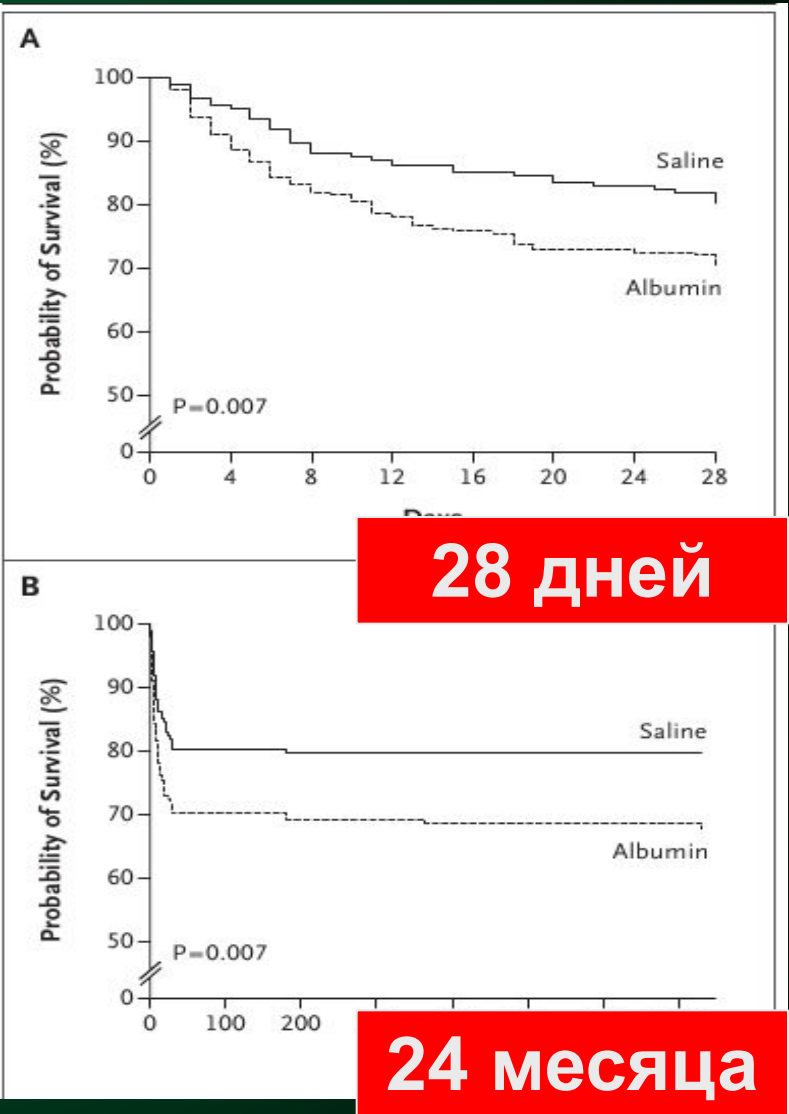 A
100
90
80
70
60
50
0
Probability of Survival (%)
Saline
Albumin
P=0.007
0 4 8 12 16 20 24 28
28 дней
B
100
90
80
70
60
50
0
Probability of Survival (%)
Saline
Albumin
P=0.007
0 100 200
24 месяца